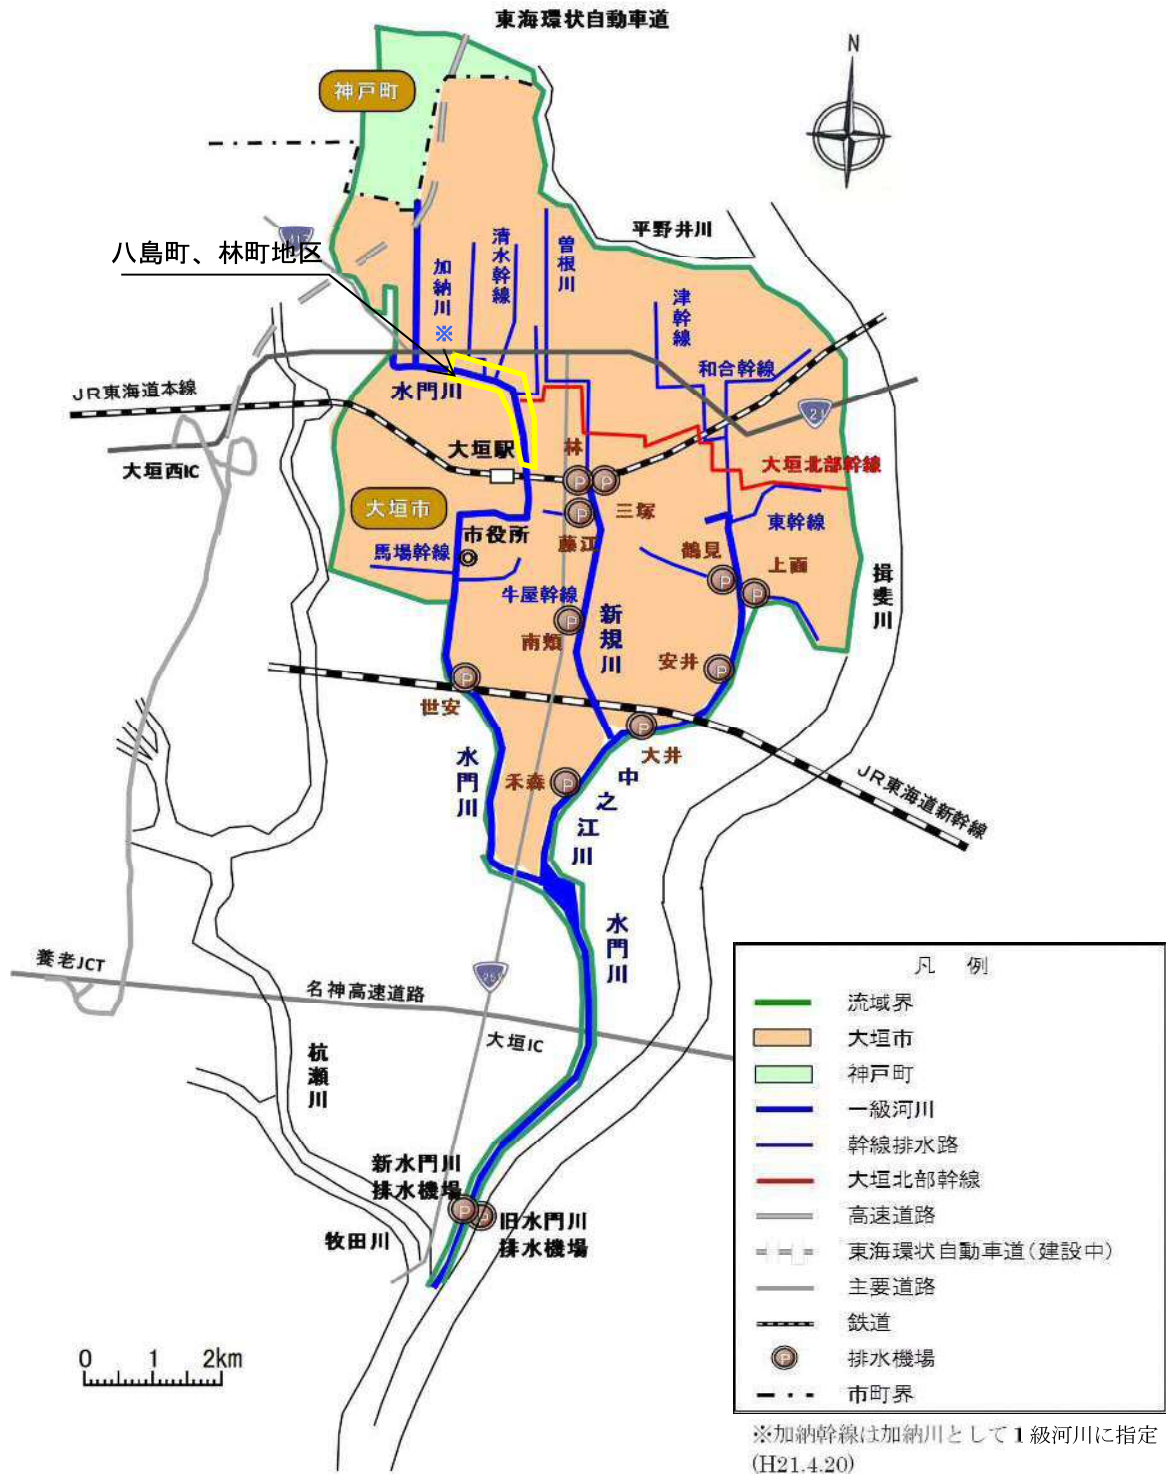 東海環状自動車道
N
神戸町
平野井川
八島町、林町地区
加納川
※
清水幹線
曽根川
津幹線
和合幹線
JR東海道本線
水門川
21
大垣駅
林
大垣西IC
大垣北部幹線
大垣市
三塚
東幹線
市役所
藤江
馬場幹線
鶴見
上面
揖斐川
牛屋幹線
新規川
南頬
安井
世安
大井
水門川
禾森
中之江川
JR東海道新幹線
水門川
養老JCT
名神高速道路
258
大垣IC
杭瀬川
新水門川
排水機場
旧水門川
排水機場
牧田川
0 1 2km
凡 例
流域界
大垣市
神戸町
一級河川
幹線排水路
大垣北部幹線
高速道路
東海環状自動車道(建設中)
主要道路
鉄道
排水機場
市町界
※加納幹線は加納川として1級河川に指定
(H21.4.20)